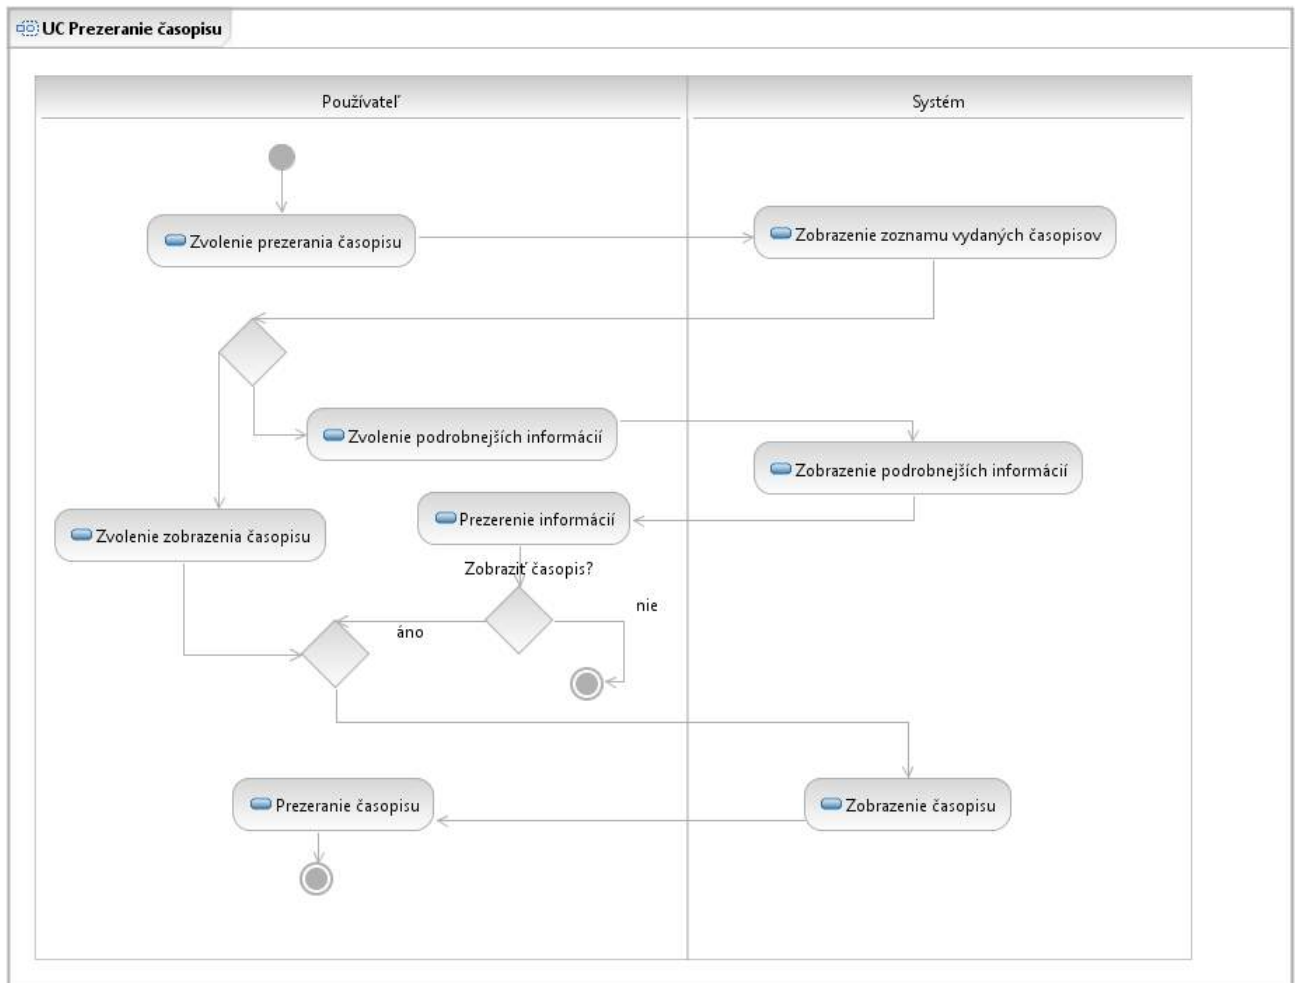 UC Prezeranie časopisu
Používateľ
Systém
Zvolenie prezerania časopisu
Zobrazenie zoznamu vydaných časopisov
Zvolenie podrobnejších informácií
Zobrazenie podrobnejších informácií
Prezerenie informácií
Zvolenie zobrazenia časopisu
Zobraziť časopis?
nie
áno
Prezeranie časopisu
Zobrazenie časopisu